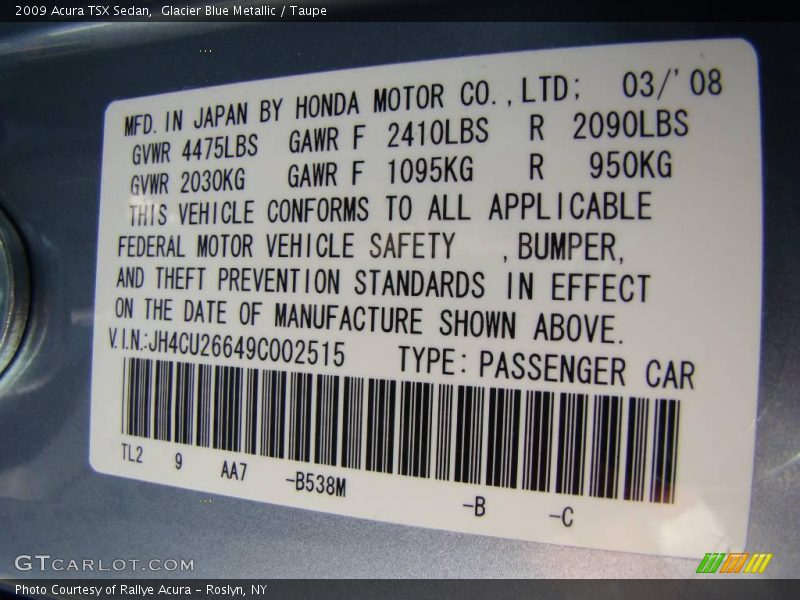 2009 Acura TSX Sedan,  Glacier Blue Metallic / Taupe
MFD. IN JAPAN BY HONDA MOTOR CO.,LTD; 03/'08
GVWR 4475LBS GAWR F 2410LBS R 2090LBS
GVWR 2030KG GAWR F 1095KG R 950KG
THIS VEHICLE CONFORMS TO ALL APPLICABLE
FEDERAL MOTOR VEHICLE SAFETY ,BUMPER,
AND THEFT PREVENTION STANDARDS IN EFFECT
ON THE DATE OF MANUFACTURE SHOWN ABOVE.
V.I.N.:JH4CU26649C002515 TYPE: PASSENGER CAR
TL2 9 AA7 -B538M -B -C
GTCARLOT.COM
Photo Courtesy of Rallye Acura – Roslyn, NY